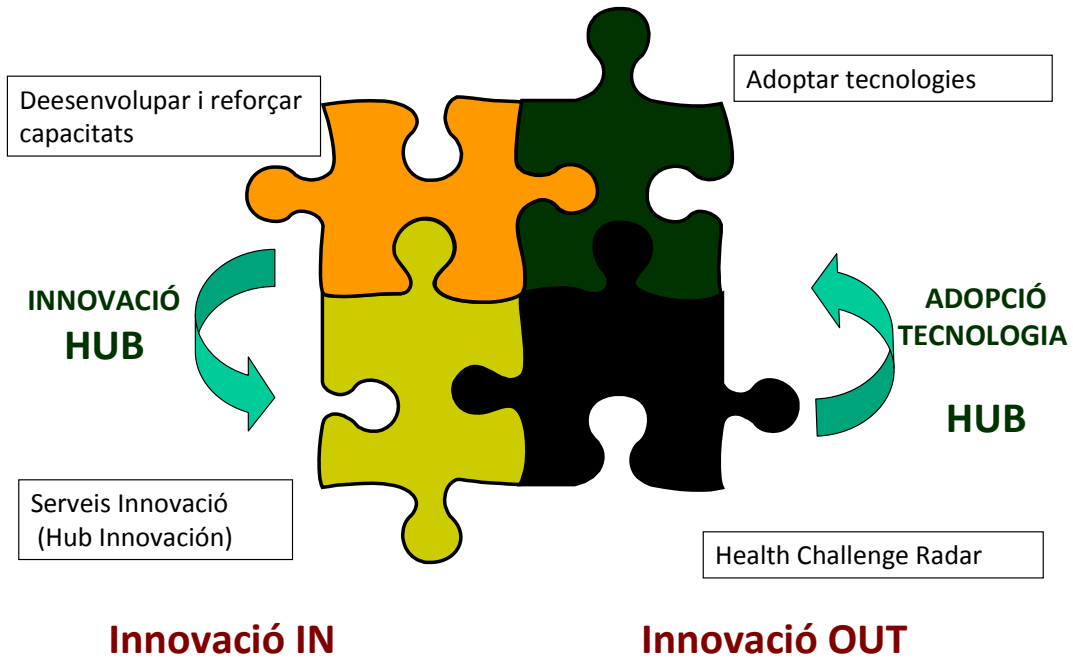 Deesenvolupar i reforçar
capacitats
Adoptar tecnologies
INNOVACIÓ
HUB
ADOPCIÓ
TECNOLOGIA
HUB
Serveis Innovació
(Hub Innovación)
Health Challenge Radar
Innovació IN
Innovació OUT